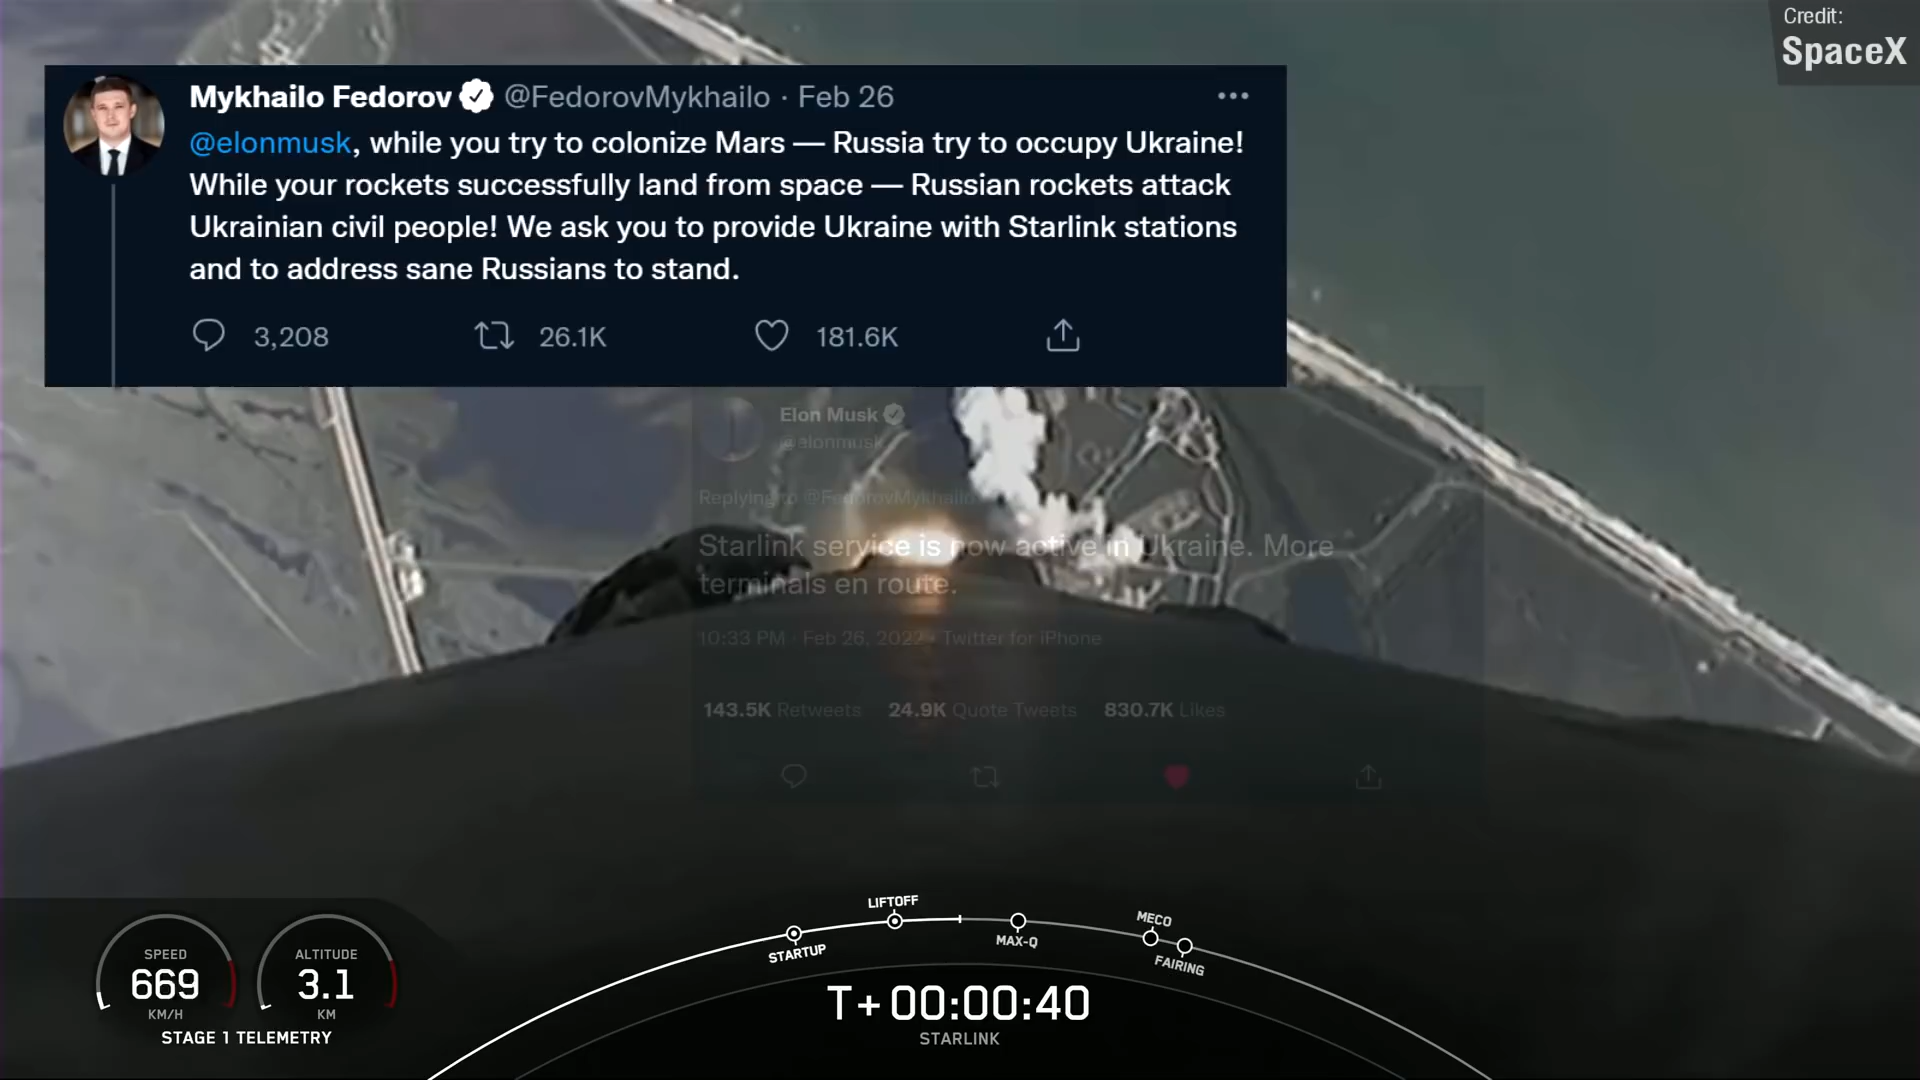 Credit:
SpaceX
Mykhailo Fedorov @FedorovMykhailo · Feb 26
@elonmusk, while you try to colonize Mars — Russia try to occupy Ukraine!
While your rockets successfully land from space — Russian rockets attack
Ukrainian civil people! We ask you to provide Ukraine with Starlink stations
and to address sane Russians to stand.
3,208 26.1K 181.6K
Elon Musk
@elonmusk
Replying to @FedorovMykhailo
Starlink service is now active in Ukraine. More
terminals en route.
10:33 PM · Feb 26, 2022 · Twitter for iPhone
143.5K Retweets 24.9K Quote Tweets 830.7K Likes
LIFTOFF
STARTUP
MAX-Q
MECO
FAIRING
SPEED
669
KM/H
ALTITUDE
3.1
KM
STAGE 1 TELEMETRY
T+00:00:40
STARLINK